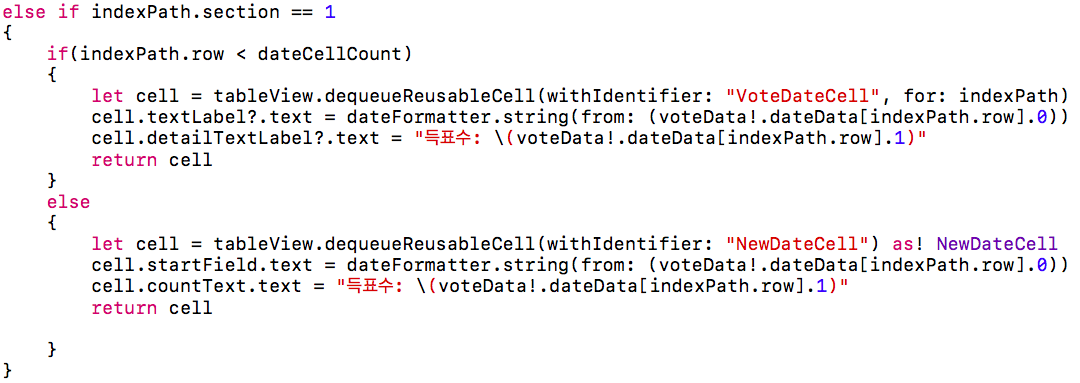 else if indexPath.section == 1
{
    if(indexPath.row < dateCellCount)
    {
        let cell = tableView.dequeueReusableCell(withIdentifier: "VoteDateCell", for: indexPath)
        cell.textLabel?.text = dateFormatter.string(from: (voteData!.dateData[indexPath.row].0))
        cell.detailTextLabel?.text = "득표수: \(voteData!.dateData[indexPath.row].1)"
        return cell
    }
    else
    {
        let cell = tableView.dequeueReusableCell(withIdentifier: "NewDateCell") as! NewDateCell
        cell.startField.text = dateFormatter.string(from: (voteData!.dateData[indexPath.row].0))
        cell.countText.text = "득표수: \(voteData!.dateData[indexPath.row].1)"
        return cell

    }
}